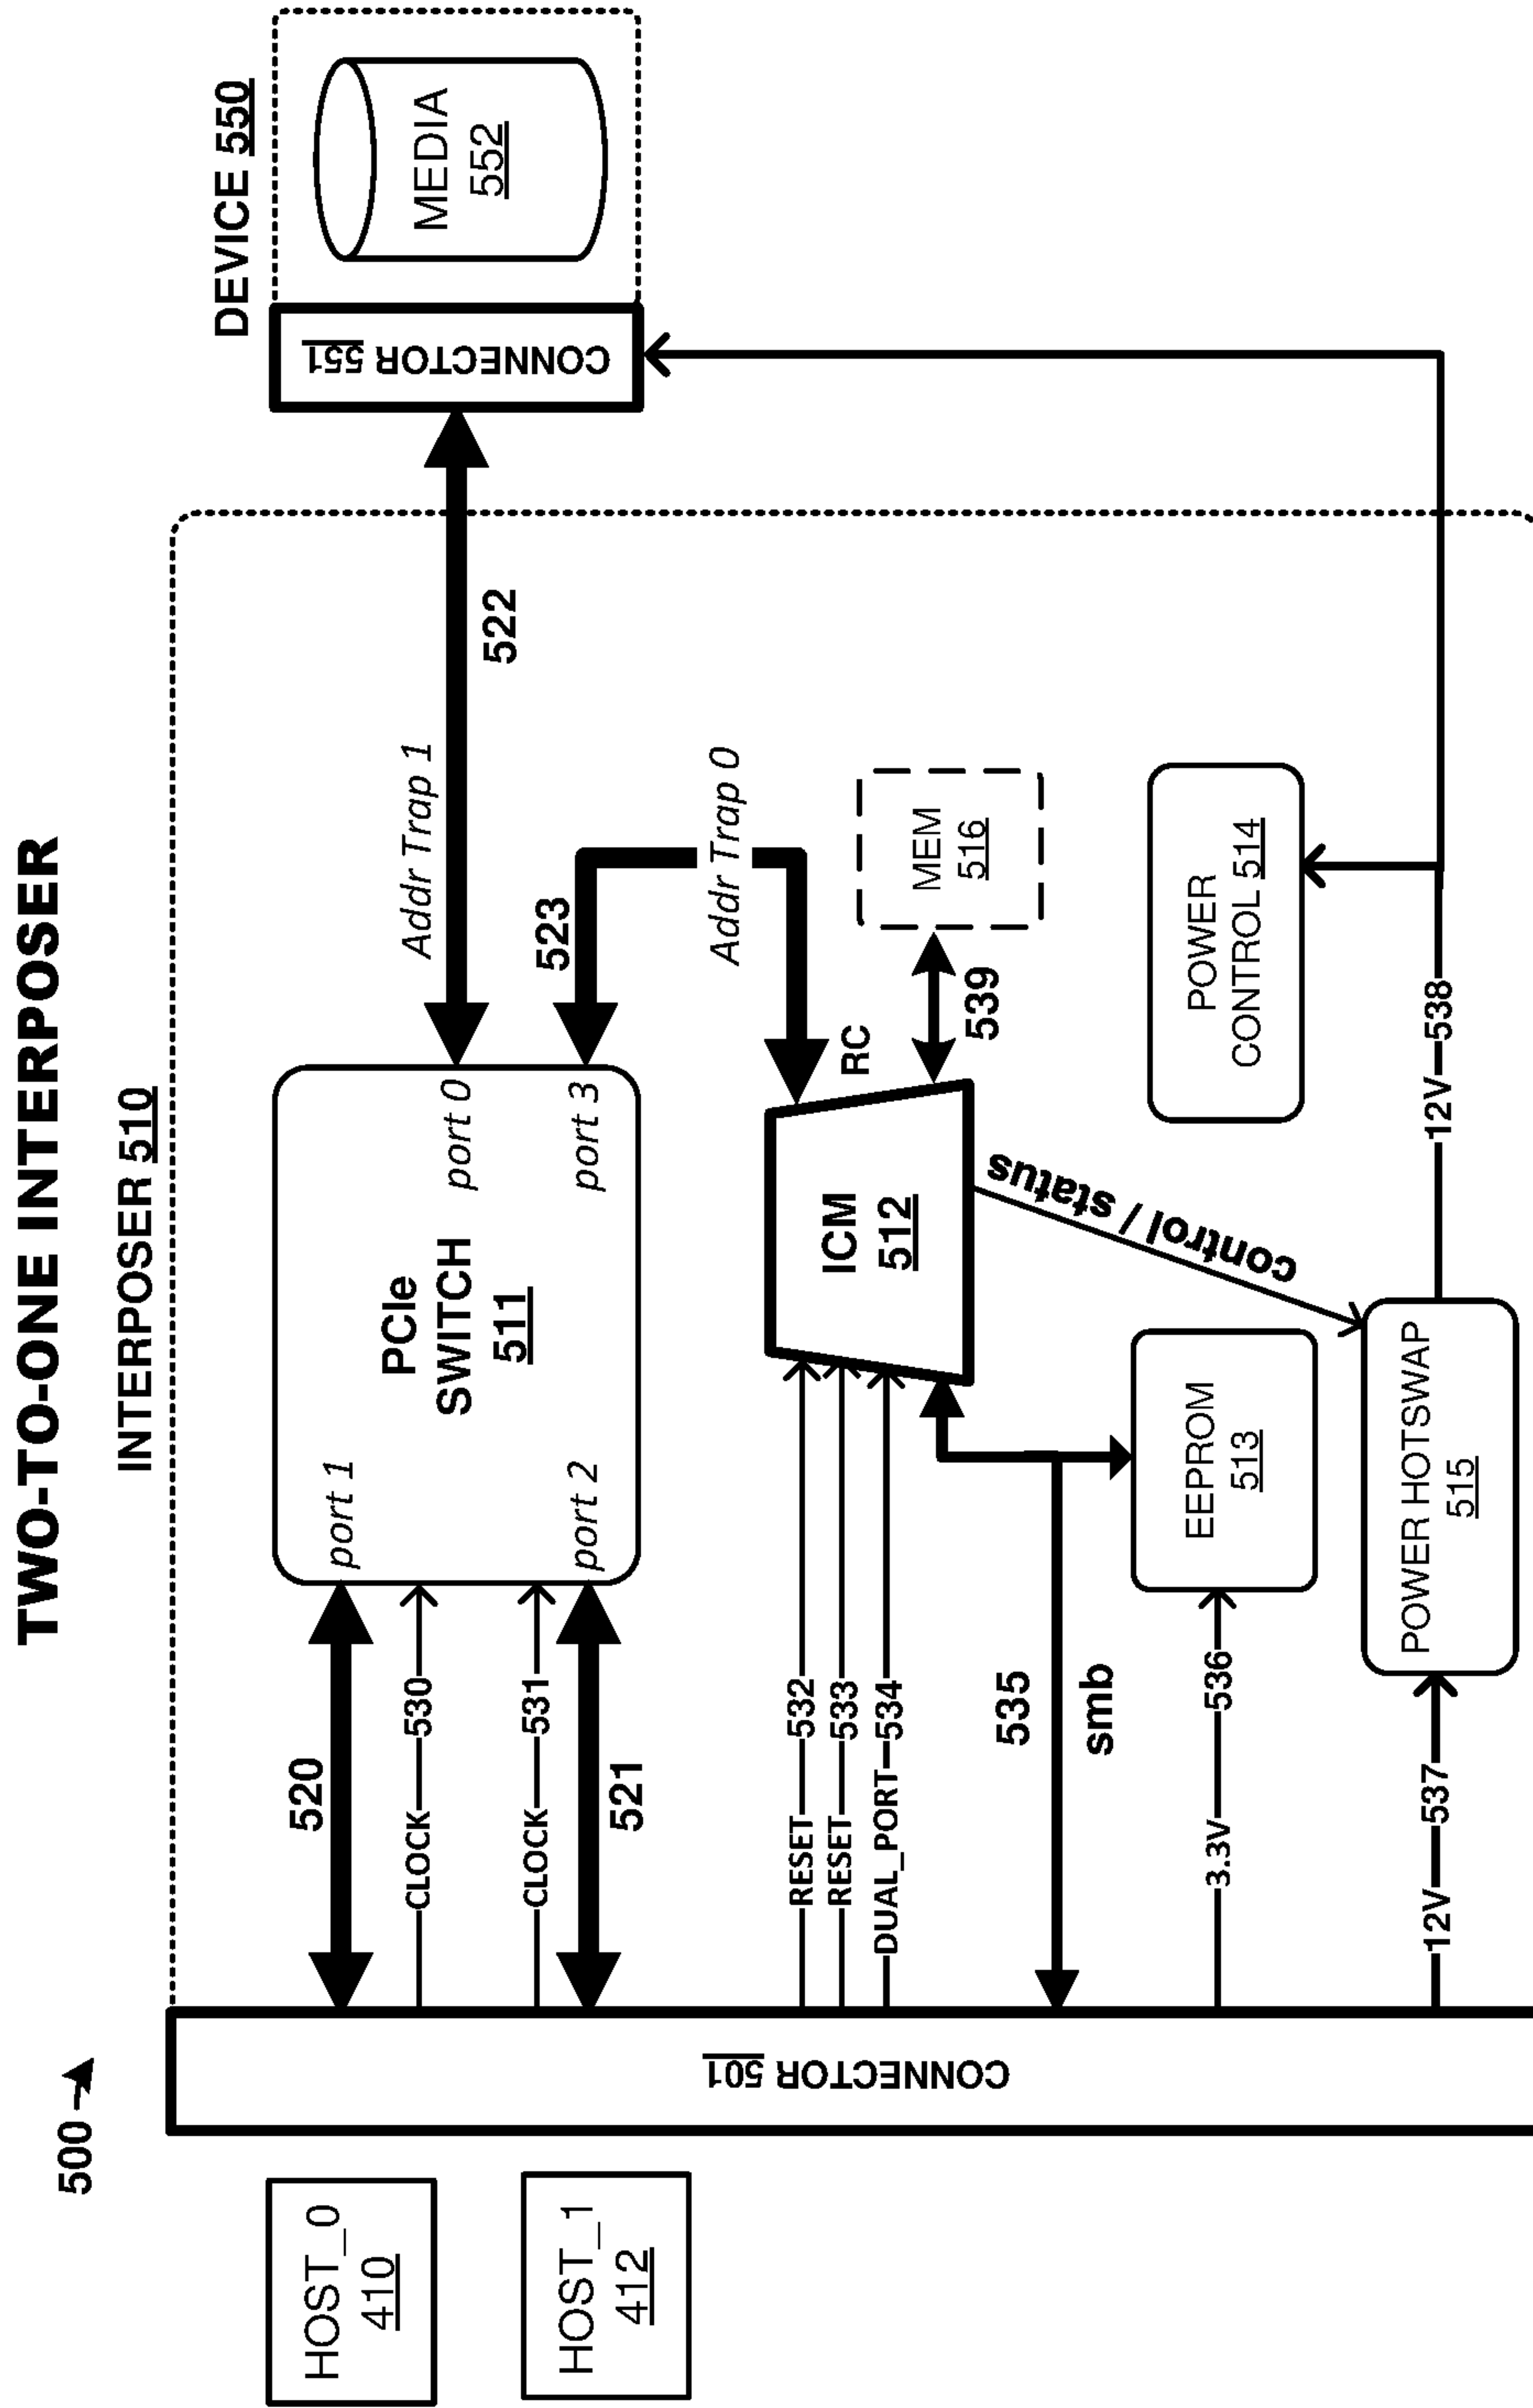 TWO-TO-ONE INTERPOSER
500
INTERPOSER 510
DEVICE 550
HOST_0
410
HOST_1
412
CONNECTOR 501
520
CLOCK 530
CLOCK 531
521
port 1
port 2
PCIe
SWITCH
511
port 0
port 3
Addr Trap 1
522
523
Addr Trap 0
CONNECTOR 551
MEDIA
552
RESET 532
RESET 533
DUAL_PORT 534
ICM
512
RC
539
MEM
516
535
smb
control / status
3.3V 536
EEPROM
513
POWER
CONTROL 514
12V 537
POWER HOTSWAP
515
12V 538